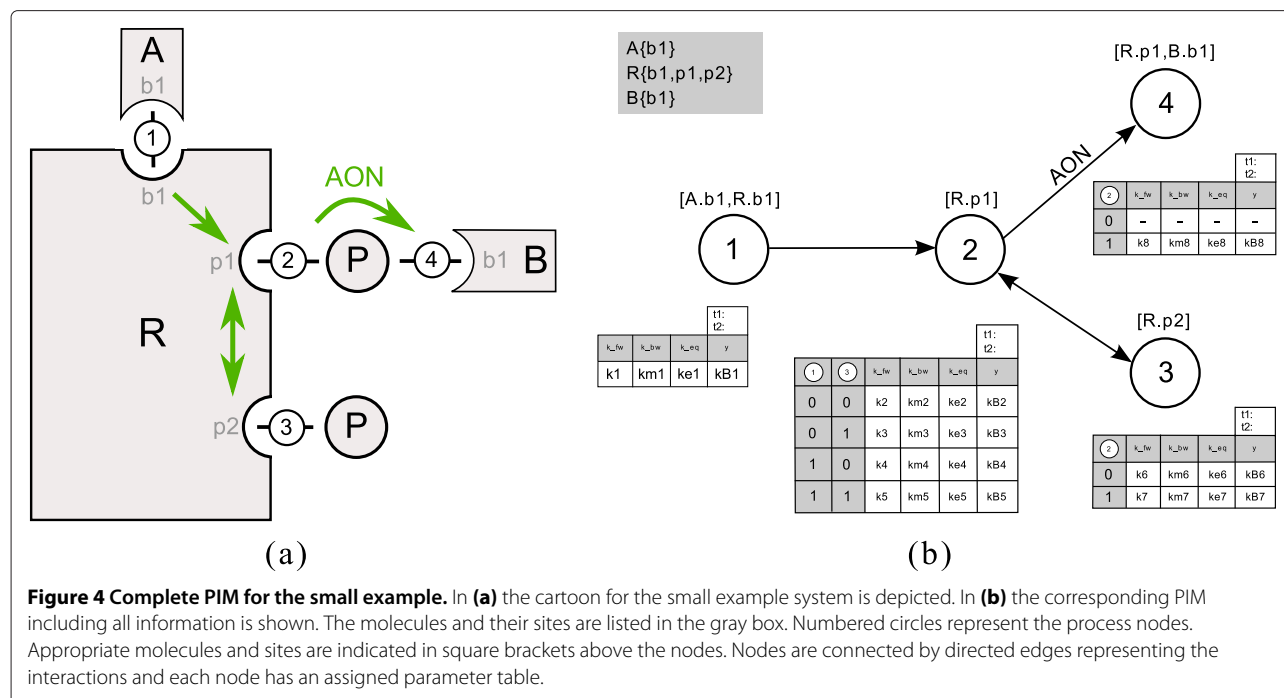 A
b1
1
b1
AON
p1
2
P
4
b1
B
R
p2
3
P
(a)
A{b1}
R{b1,p1,p2}
B{b1}
[R.p1,B.b1]
4
AON
[A.b1,R.b1]
1
[R.p1]
2
[R.p2]
3
t1:
t2:
k_fw k_bw k_eq y
k1 km1 ke1 kB1
t1:
t2:
1 3 k_fw k_bw k_eq y
0 0 k2 km2 ke2 kB2
0 1 k3 km3 ke3 kB3
1 0 k4 km4 ke4 kB4
1 1 k5 km5 ke5 kB5
t1:
t2:
2 k_fw k_bw k_eq y
0 - - - -
1 k8 km8 ke8 kB8
t1:
t2:
2 k_fw k_bw k_eq y
0 k6 km6 ke6 kB6
1 k7 km7 ke7 kB7
(b)
Figure 4 Complete PIM for the small example. In (a) the cartoon for the small example system is depicted. In (b) the corresponding PIM
including all information is shown. The molecules and their sites are listed in the gray box. Numbered circles represent the process nodes.
Appropriate molecules and sites are indicated in square brackets above the nodes. Nodes are connected by directed edges representing the
interactions and each node has an assigned parameter table.